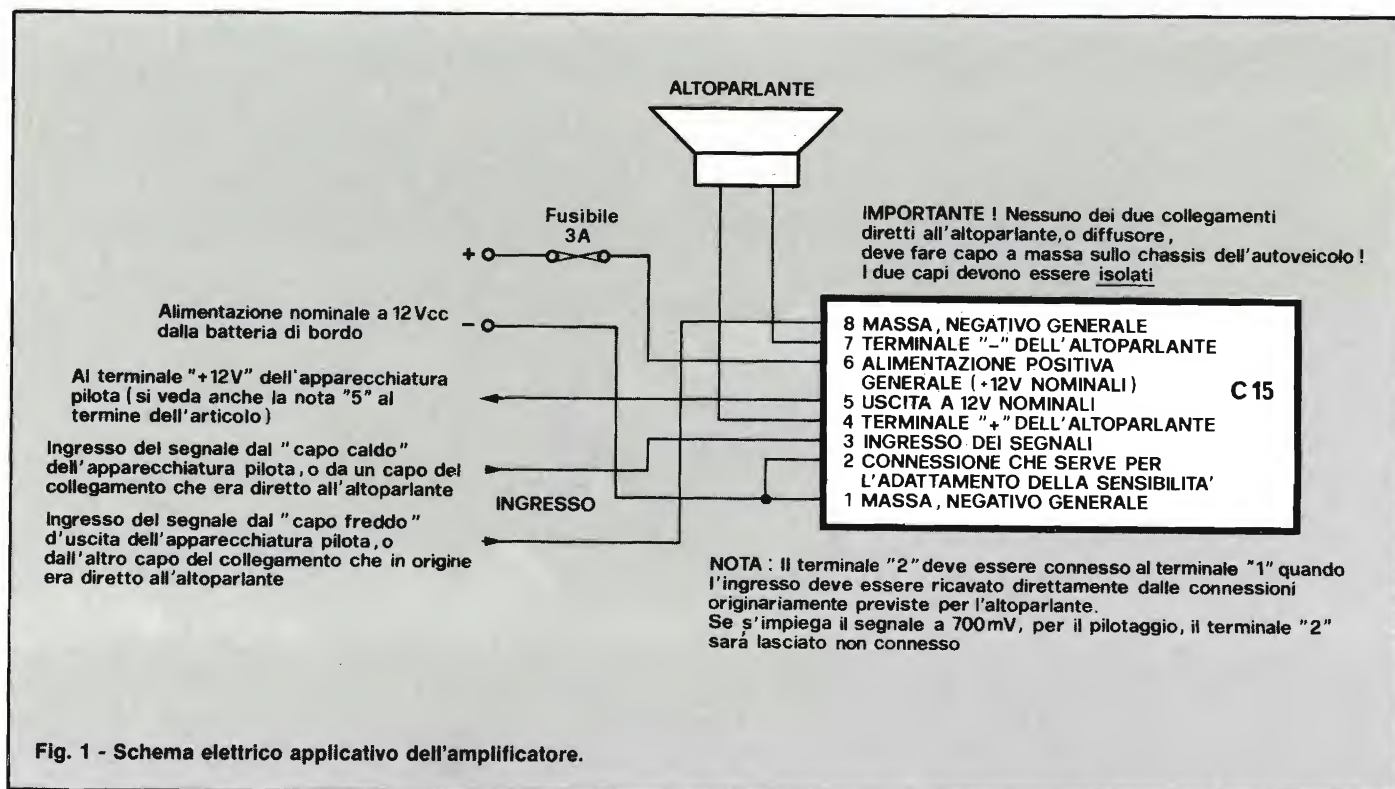 ALTOPARLANTE
Fusibile
3A
+
Alimentazione nominale a 12 Vcc
dalla batteria di bordo
-
Al terminale "+12V" dell'apparecchiatura
pilota (si veda anche la nota "5" al
termine dell'articolo)
Ingresso del segnale dal "capo caldo"
dell'apparecchiatura pilota, o da un capo del
collegamento che era diretto all'altoparlante
INGRESSO
Ingresso del segnale dal "capo freddo"
d'uscita dell'apparecchiatura pilota, o
dall'altro capo del collegamento che in origine
era diretto all'altoparlante
IMPORTANTE ! Nessuno dei due collegamenti
diretti all'altoparlante, o diffusore,
deve fare capo a massa sullo chassis dell'autoveicolo !
I due capi devono essere isolati
8 MASSA, NEGATIVO GENERALE
7 TERMINALE "-" DELL'ALTOPARLANTE
6 ALIMENTAZIONE POSITIVA
GENERALE (+12V NOMINALI)
C 15
5 USCITA A 12V NOMINALI
4 TERMINALE "+" DELL'ALTOPARLANTE
3 INGRESSO DEI SEGNALI
2 CONNESSIONE CHE SERVE PER
L'ADATTAMENTO DELLA SENSIBILITA'
1 MASSA, NEGATIVO GENERALE
NOTA : Il terminale "2" deve essere connesso al terminale "1" quando
l'ingresso deve essere ricavato direttamente dalle connessioni
originariamente previste per l'altoparlante.
Se s'impiega il segnale a 700mV, per il pilotaggio, il terminale "2"
sará lasciato non connesso
Fig. 1 - Schema elettrico applicativo dell'amplificatore.